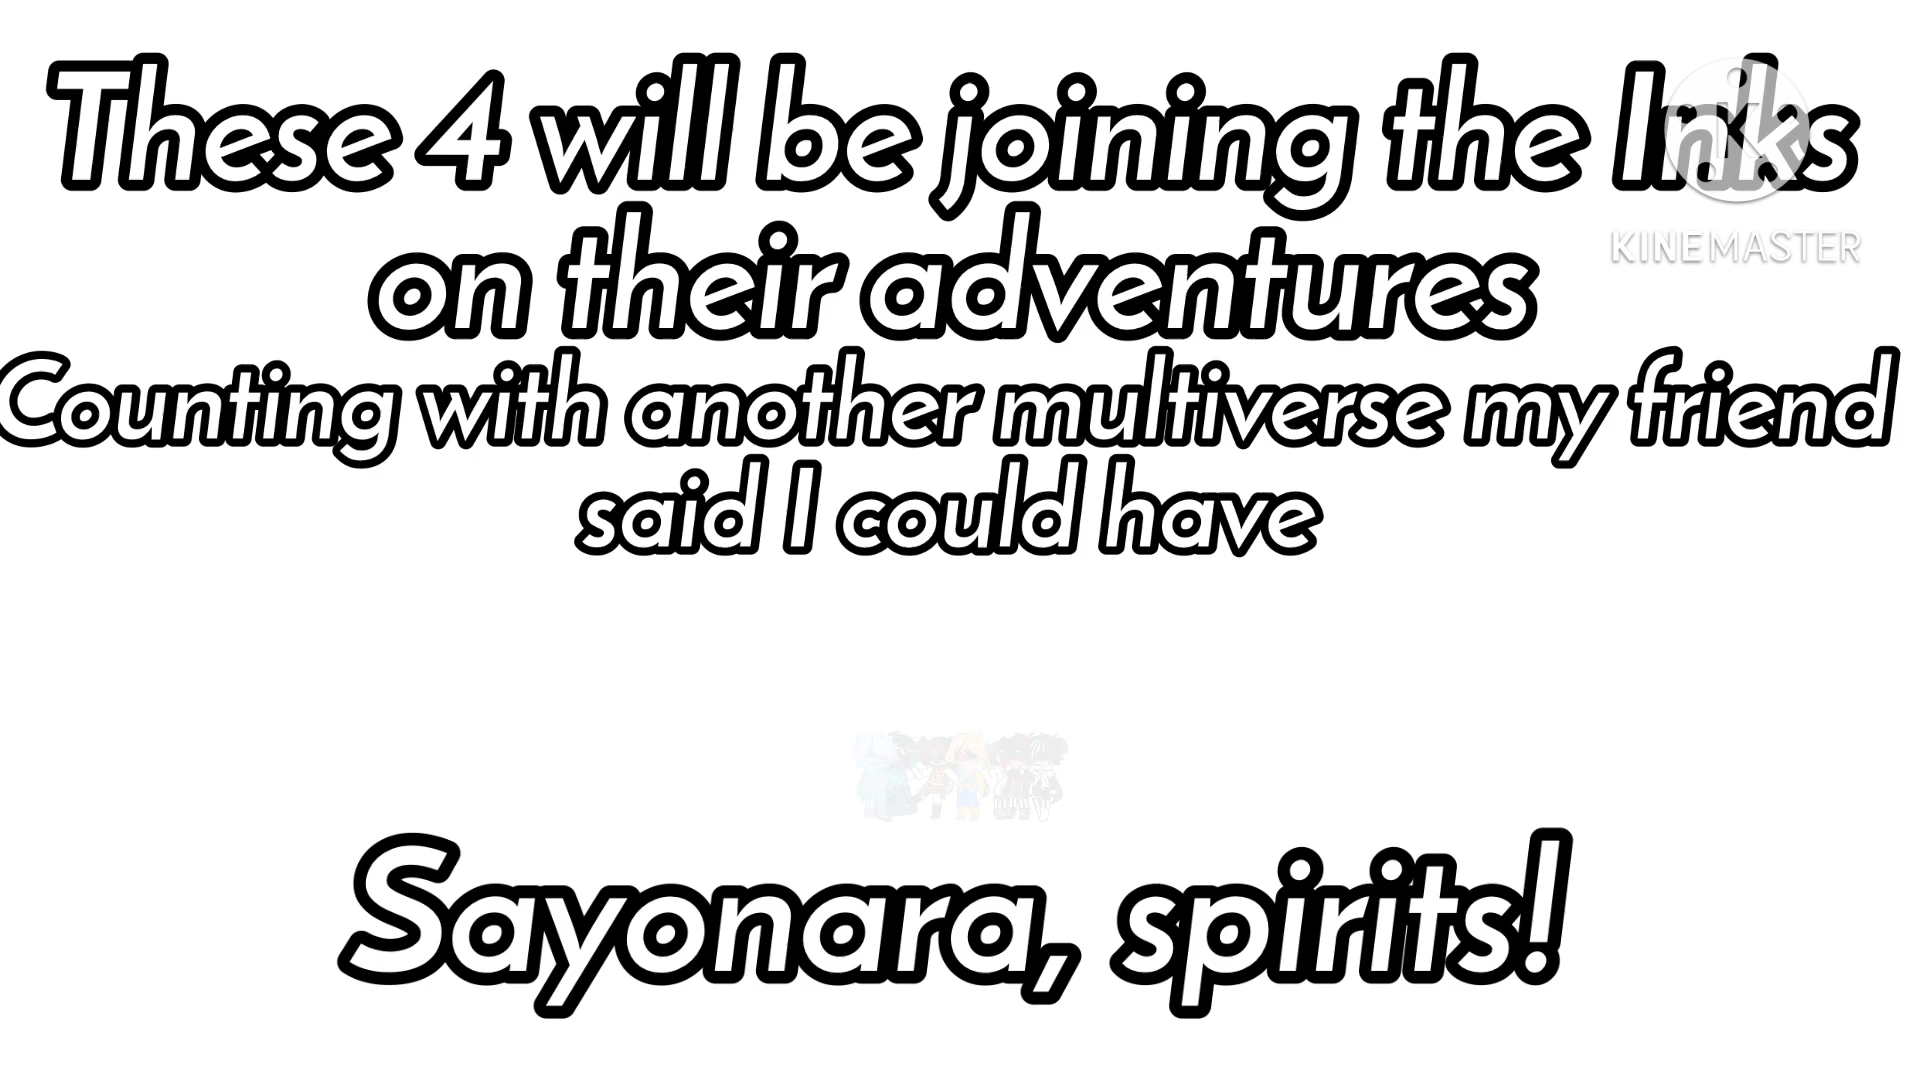 These 4 will be joining the Inks
KINEMASTER
on their adventures
Counting with another multiverse my friend
said I could have
Sayonara, spirits!